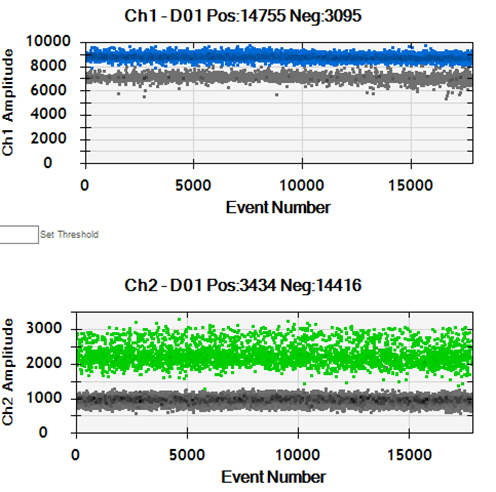 Ch1 - D01 Pos:14755 Neg:3095
Ch1 Amplitude
10000
8000
6000
4000
2000
0
0 5000 10000 15000
Event Number
Set Threshold
Ch2 - D01 Pos:3434 Neg:14416
Ch2 Amplitude
3000
2000
1000
0
0 5000 10000 15000
Event Number